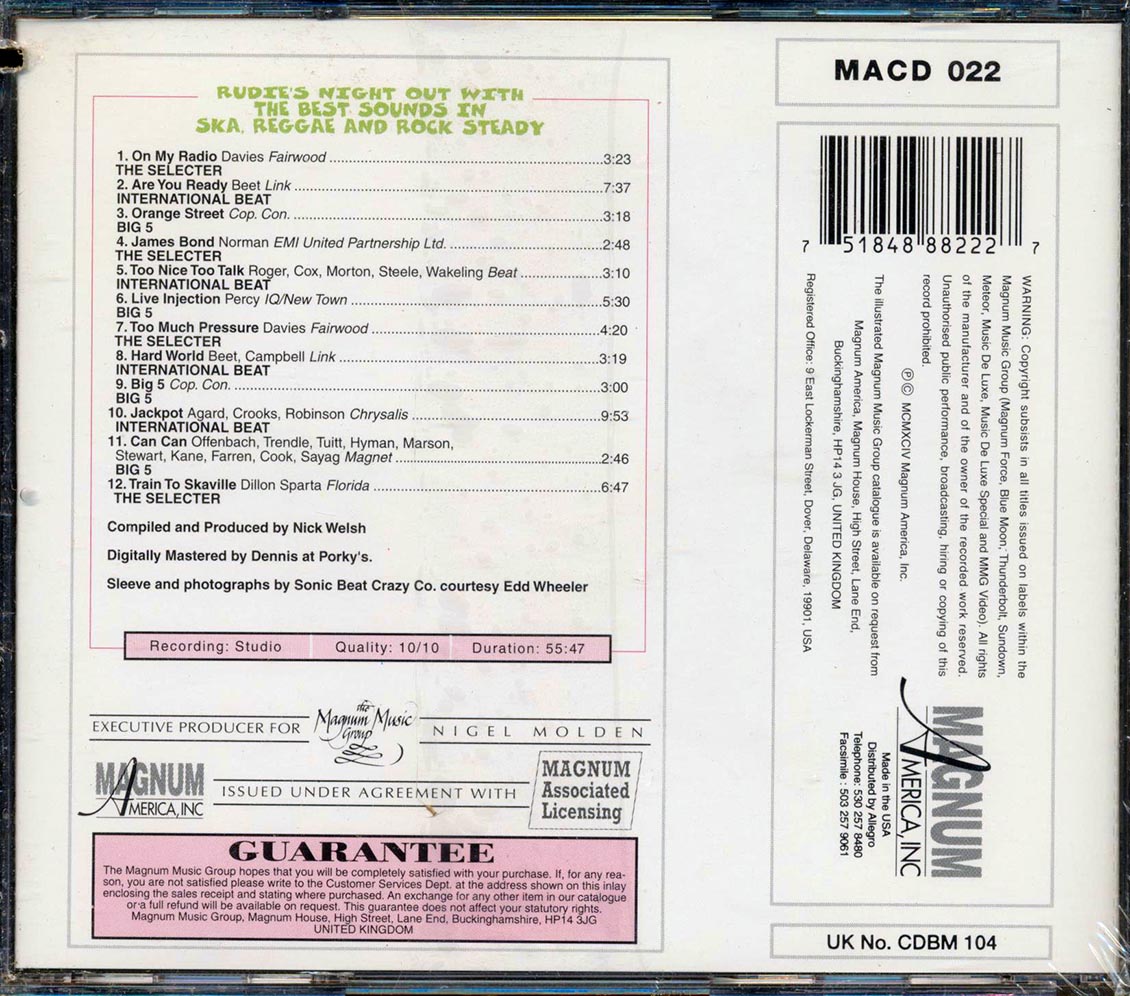 RUDIE'S NIGHT OUT WITH
THE BEST SOUNDS IN
SKA, REGGAE AND ROCK STEADY
1. On My Radio Davies Fairwood ..........3:23
THE SELECTER
2. Are You Ready Beet Link ..........7:37
INTERNATIONAL BEAT
3. Orange Street Cop. Con. ..........3:18
BIG 5
4. James Bond Norman EMI United Partnership Ltd. ..........2:48
THE SELECTER
5. Too Nice Too Talk Roger, Cox, Morton, Steele, Wakeling Beat ..........3:10
INTERNATIONAL BEAT
6. Live Injection Percy IQ/New Town ..........5:30
BIG 5
7. Too Much Pressure Davies Fairwood ..........4:20
THE SELECTER
8. Hard World Beet, Campbell Link ..........3:19
INTERNATIONAL BEAT
9. Big 5 Cop. Con. ..........3:00
BIG 5
10. Jackpot Agard, Crooks, Robinson Chrysalis ..........9:53
INTERNATIONAL BEAT
11. Can Can Offenbach, Trendle, Tuitt, Hyman, Marson,
Stewart, Kane, Farren, Cook, Sayag Magnet ..........2:46
BIG 5
12. Train To Skaville Dillon Sparta Florida ..........6:47
THE SELECTER
Compiled and Produced by Nick Welsh
Digitally Mastered by Dennis at Porky's.
Sleeve and photographs by Sonic Beat Crazy Co. courtesy Edd Wheeler
Recording: Studio Quality: 10/10 Duration: 55:47
EXECUTIVE PRODUCER FOR the Magnum Music Group NIGEL MOLDEN
MAGNUM AMERICA, INC ISSUED UNDER AGREEMENT WITH MAGNUM Associated Licensing
GUARANTEE
The Magnum Music Group hopes that you will be completely satisfied with your purchase. If, for any rea-
son, you are not satisfied please write to the Customer Services Dept. at the address shown on this inlay
enclosing the sales receipt and stating where purchased. An exchange for any other item in our catalogue
or a full refund will be available on request. This guarantee does not affect your statutory rights.
Magnum Music Group, Magnum House, High Street, Lane End, Buckinghamshire, HP14 3JG
UNITED KINGDOM
MACD 022
7 51848 88222 7
WARNING: Copyright subsists in all titles issued on labels within the
Magnum Music Group (Magnum Force, Blue Moon, Thunderbolt, Sundown,
Meteor, Music De Luxe, Music De Luxe Special and MMG Video). All rights
of the manufacturer and of the owner of the recorded work reserved.
Unauthorised public performance, broadcasting, hiring or copying of this
record prohibited.
℗© MCMXCIV Magnum America, Inc.
The illustrated Magnum Music Group catalogue is available on request from
Magnum America, Magnum House, High Street, Lane End,
Buckinghamshire, HP14 3 JG, UNITED KINGDOM
Registered Office: 9 East Lockerman Street, Dover, Delaware, 19901, USA
MAGNUM
AMERICA, INC
Made in the USA
Distributed by Allegro
Telephone: 530 257 8480
Facsimile : 503 257 9061
UK No. CDBM 104